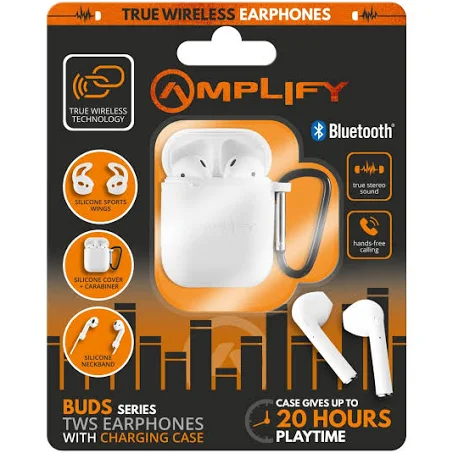 TRUE WIRELESS EARPHONES
AMPLIFY
TRUE WIRELESS
TECHNOLOGY
Bluetooth®
true stereo
sound
SILICONE SPORTS
WINGS
hands-free
calling
SILICONE COVER
+ CARABINER
SILICONE
NECKBAND
BUDS SERIES
TWS EARPHONES
WITH CHARGING CASE
CASE GIVES UP TO
20 HOURS
PLAYTIME